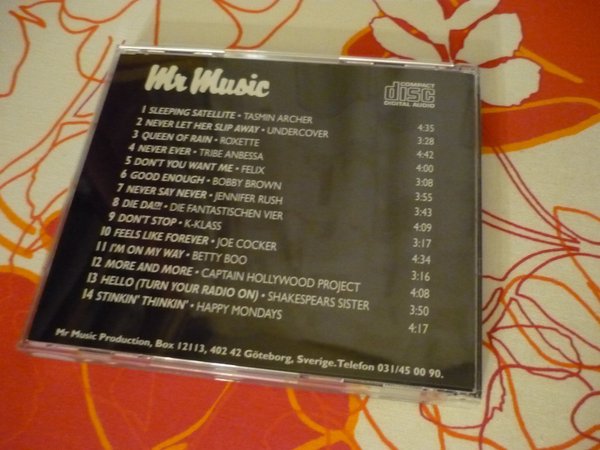 Mr Music
COMPACT
disc
DIGITAL AUDIO
1 SLEEPING SATELLITE • TASMIN ARCHER 4:35
2 NEVER LET HER SLIP AWAY • UNDERCOVER 3:28
3 QUEEN OF RAIN • ROXETTE 4:42
4 NEVER EVER • TRIBE ANBESSA 4:00
5 DON'T YOU WANT ME • FELIX 3:08
6 GOOD ENOUGH • BOBBY BROWN 3:55
7 NEVER SAY NEVER • JENNIFER RUSH 3:43
8 DIE DA!?! • DIE FANTASTISCHEN VIER 4:09
9 DON'T STOP • K-KLASS 3:17
10 FEELS LIKE FOREVER • JOE COCKER 4:34
11 I'M ON MY WAY • BETTY BOO 3:16
12 MORE AND MORE • CAPTAIN HOLLYWOOD PROJECT 4:08
13 HELLO (TURN YOUR RADIO ON) • SHAKESPEARS SISTER 3:50
14 STINKIN' THINKIN' • HAPPY MONDAYS 4:17
Mr Music Production, Box 12113, 402 42 Göteborg, Sverige.Telefon 031/45 00 90.